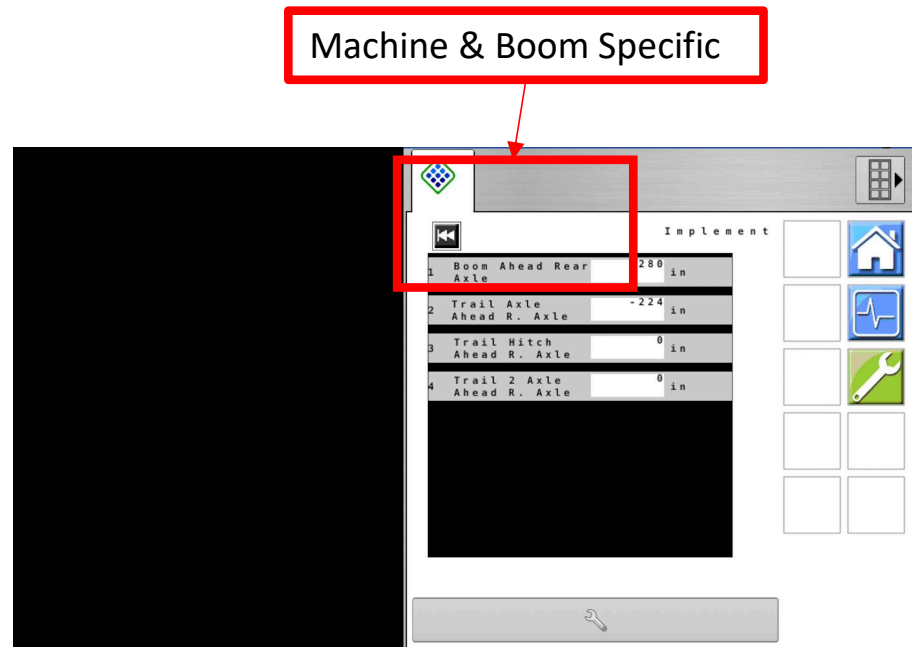 Machine & Boom Specific
Implement
1 Boom Ahead Rear Axle 280 in
2 Trail Axle Ahead R. Axle -224 in
3 Trail Hitch Ahead R. Axle 0 in
4 Trail 2 Axle Ahead R. Axle 0 in